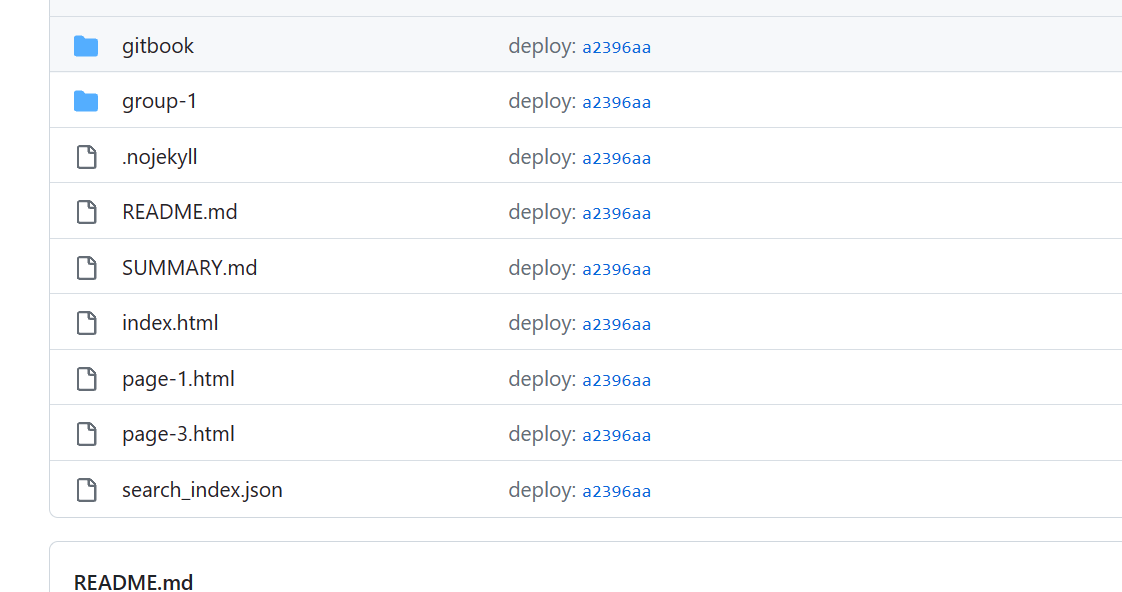 gitbook deploy: a2396aa
group-1 deploy: a2396aa
.nojekyll deploy: a2396aa
README.md deploy: a2396aa
SUMMARY.md deploy: a2396aa
index.html deploy: a2396aa
page-1.html deploy: a2396aa
page-3.html deploy: a2396aa
search_index.json deploy: a2396aa
README.md